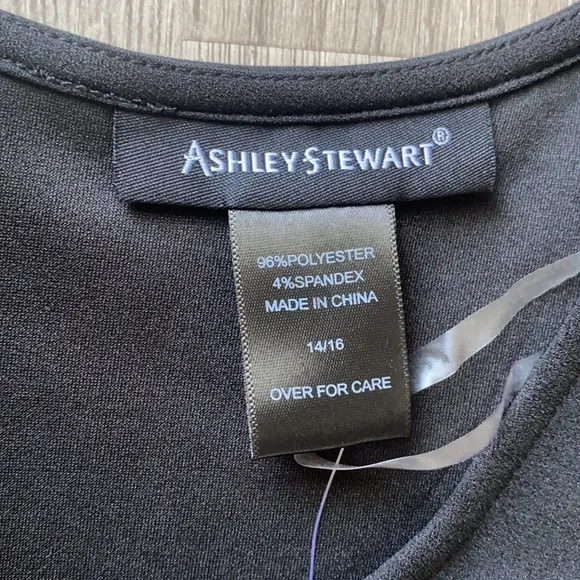 ASHLEY STEWART®
96%POLYESTER
4%SPANDEX
MADE IN CHINA
14/16
OVER FOR CARE